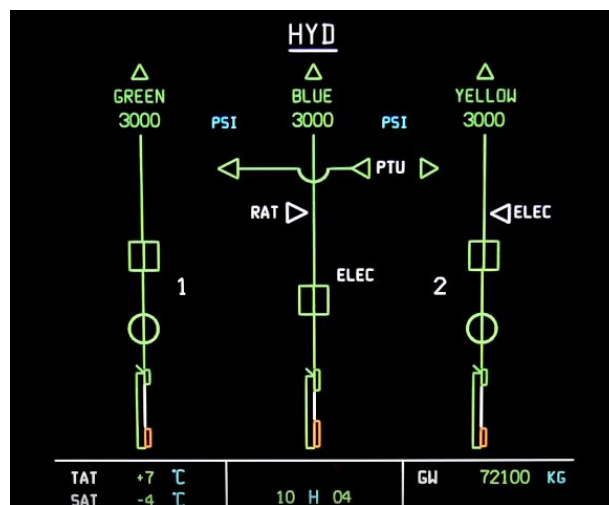 HYD
GREEN BLUE YELLOW
3000 PSI 3000 PSI 3000
PTU
RAT ELEC
1 ELEC 2
TAT +7 °C GW 72100 KG
SAT -4 °C 10 H 04